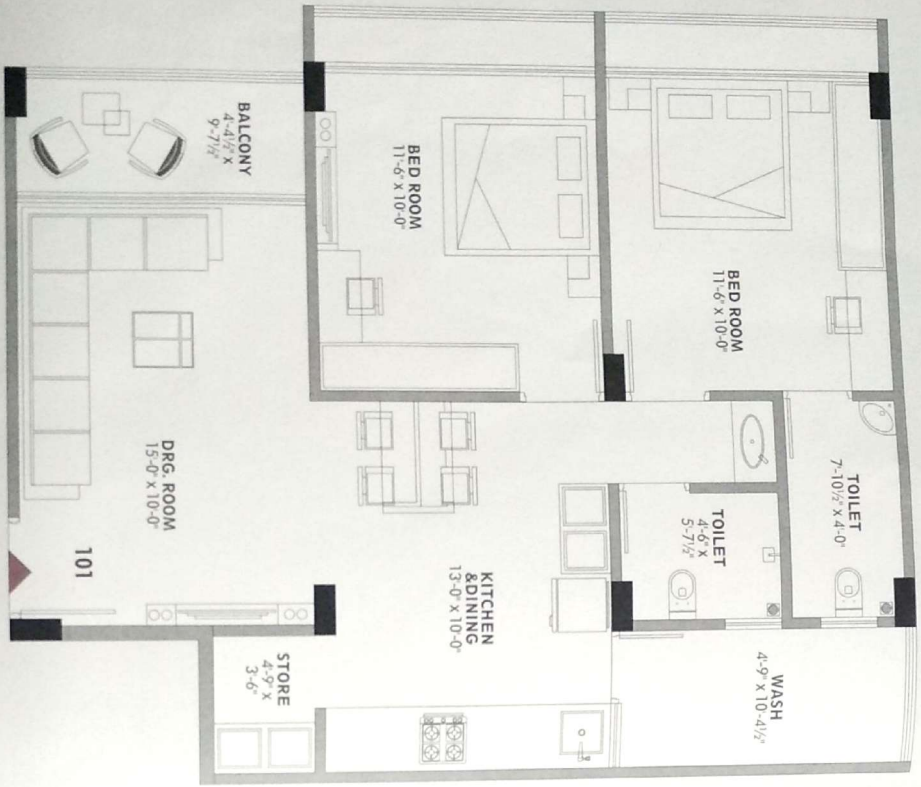 BALCONY
4'-4½" X
9'-7½"
BED ROOM
11'-6" X 10'-0"
BED ROOM
11'-6" X 10'-0"
DRG. ROOM
15'-0" X 10'-0"
101
KITCHEN
&DINING
13'-0" X 10'-0"
TOILET
4'-6" X
5'-7½"
TOILET
7'-10½" X 4'-0"
STORE
4'-9" X
3'-6"
WASH
4'-9" X 10'-4½"